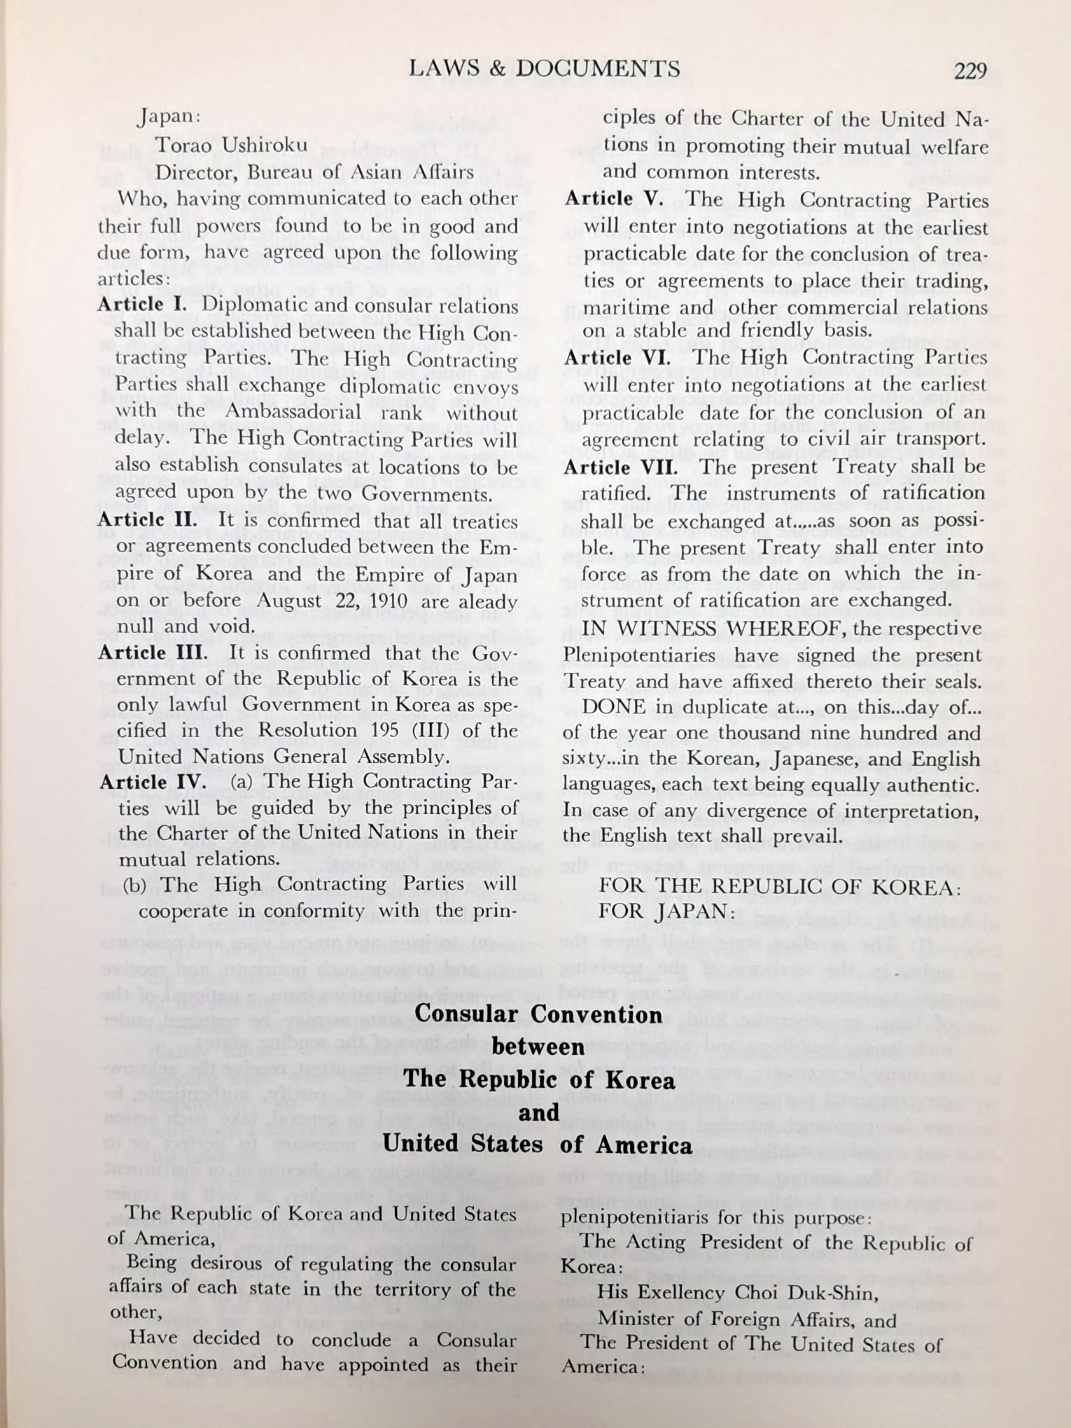 LAWS & DOCUMENTS
229
Japan:
Torao Ushiroku
Director, Bureau of Asian Affairs
Who, having communicated to each other
their full powers found to be in good and
due form, have agreed upon the following
articles:
Article I. Diplomatic and consular relations
shall be established between the High Con-
tracting Parties. The High Contracting
Parties shall exchange diplomatic envoys
with the Ambassadorial rank without
delay. The High Contracting Parties will
also establish consulates at locations to be
agreed upon by the two Governments.
Article II. It is confirmed that all treaties
or agreements concluded between the Em-
pire of Korea and the Empire of Japan
on or before August 22, 1910 are aleady
null and void.
Article III. It is confirmed that the Gov-
ernment of the Republic of Korea is the
only lawful Government in Korea as spe-
cified in the Resolution 195 (III) of the
United Nations General Assembly.
Article IV. (a) The High Contracting Par-
ties will be guided by the principles of
the Charter of the United Nations in their
mutual relations.
(b) The High Contracting Parties will
cooperate in conformity with the prin-
ciples of the Charter of the United Na-
tions in promoting their mutual welfare
and common interests.
Article V. The High Contracting Parties
will enter into negotiations at the earliest
practicable date for the conclusion of trea-
ties or agreements to place their trading,
maritime and other commercial relations
on a stable and friendly basis.
Article VI. The High Contracting Parties
will enter into negotiations at the earliest
practicable date for the conclusion of an
agreement relating to civil air transport.
Article VII. The present Treaty shall be
ratified. The instruments of ratification
shall be exchanged at.....as soon as possi-
ble. The present Treaty shall enter into
force as from the date on which the in-
strument of ratification are exchanged.
IN WITNESS WHEREOF, the respective
Plenipotentiaries have signed the present
Treaty and have affixed thereto their seals.
DONE in duplicate at..., on this...day of...
of the year one thousand nine hundred and
sixty...in the Korean, Japanese, and English
languages, each text being equally authentic.
In case of any divergence of interpretation,
the English text shall prevail.
FOR THE REPUBLIC OF KOREA:
FOR JAPAN:
Consular Convention
between
The Republic of Korea
and
United States of America
The Republic of Korea and United States
of America,
Being desirous of regulating the consular
affairs of each state in the territory of the
other,
Have decided to conclude a Consular
Convention and have appointed as their
plenipotenitiaris for this purpose:
The Acting President of the Republic of
Korea:
His Exellency Choi Duk-Shin,
Minister of Foreign Affairs, and
The President of The United States of
America: